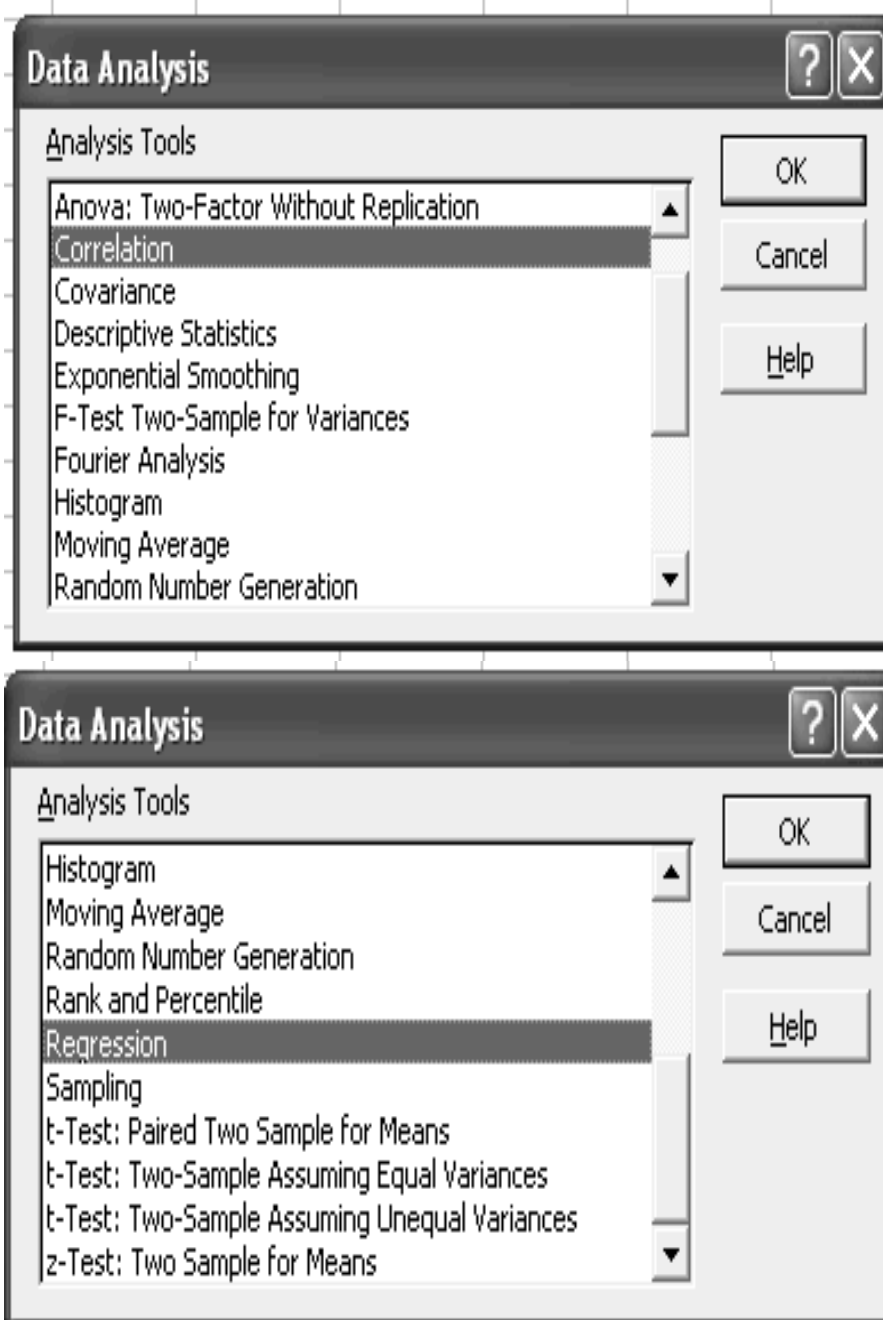 Data Analysis
? X
Analysis Tools
OK
Anova: Two-Factor Without Replication
Correlation
Cancel
Covariance
Descriptive Statistics
Exponential Smoothing
Help
F-Test Two-Sample for Variances
Fourier Analysis
Histogram
Moving Average
Random Number Generation
Data Analysis
? X
Analysis Tools
OK
Histogram
Moving Average
Cancel
Random Number Generation
Rank and Percentile
Regression
Help
Sampling
t-Test: Paired Two Sample for Means
t-Test: Two-Sample Assuming Equal Variances
t-Test: Two-Sample Assuming Unequal Variances
z-Test: Two Sample for Means